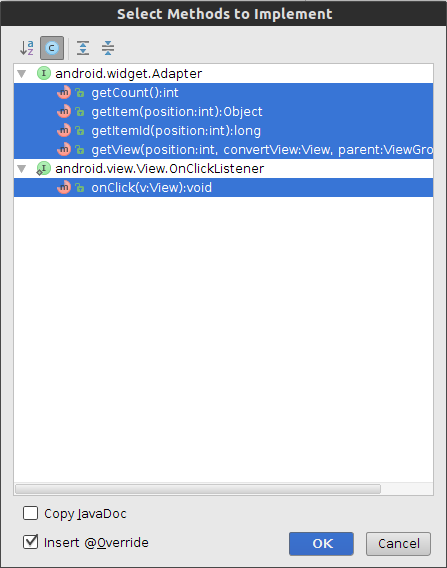 Select Methods to Implement
a
z
C
I android.widget.Adapter
m getCount():int
m getItem(position:int):Object
m getItemId(position:int):long
m getView(position:int, convertView:View, parent:ViewGro
I android.view.View.OnClickListener
m onClick(v:View):void
Copy JavaDoc
Insert @Override
OK Cancel